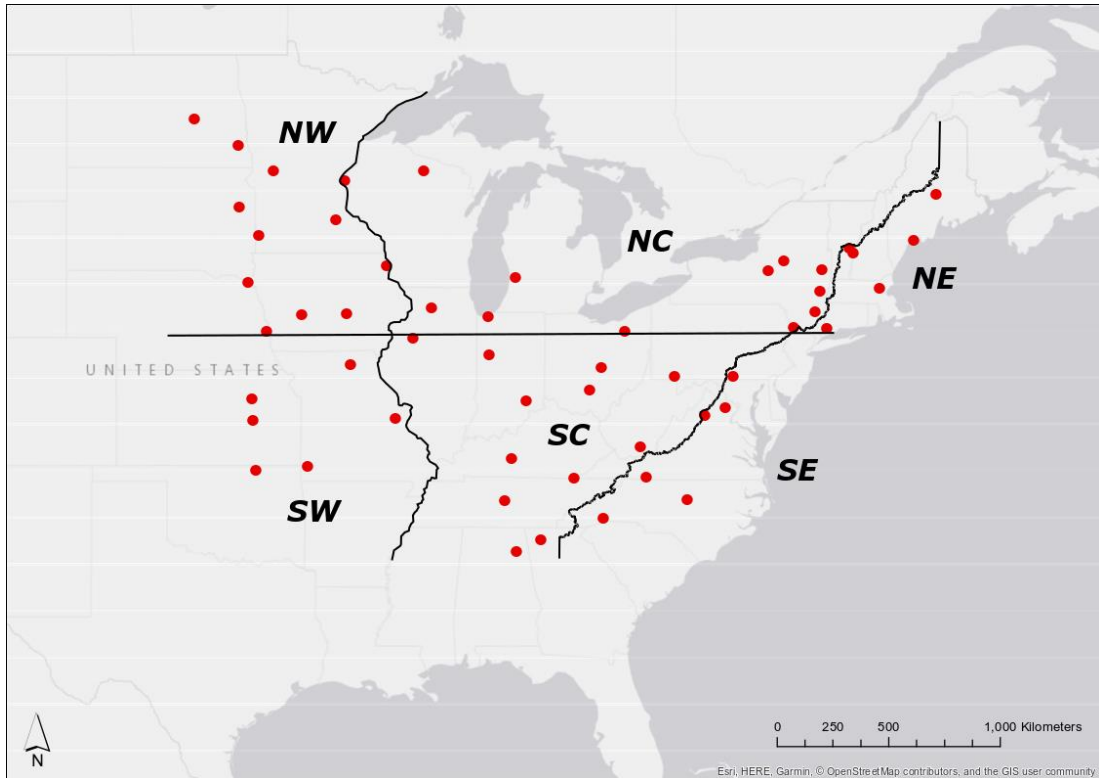 NW
NC
NE
UNITED STATES
SC
SE
SW
N
0 250 500 1,000 Kilometers
Esri, HERE, Garmin, © OpenStreetMap contributors, and the GIS user community